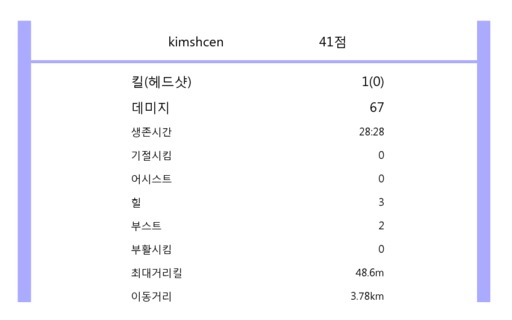 kimshcen 41점
킬(헤드샷) 1(0)
데미지 67
생존시간 28:28
기절시킴 0
어시스트 0
힐 3
부스트 2
부활시킴 0
최대거리킬 48.6m
이동거리 3.78km